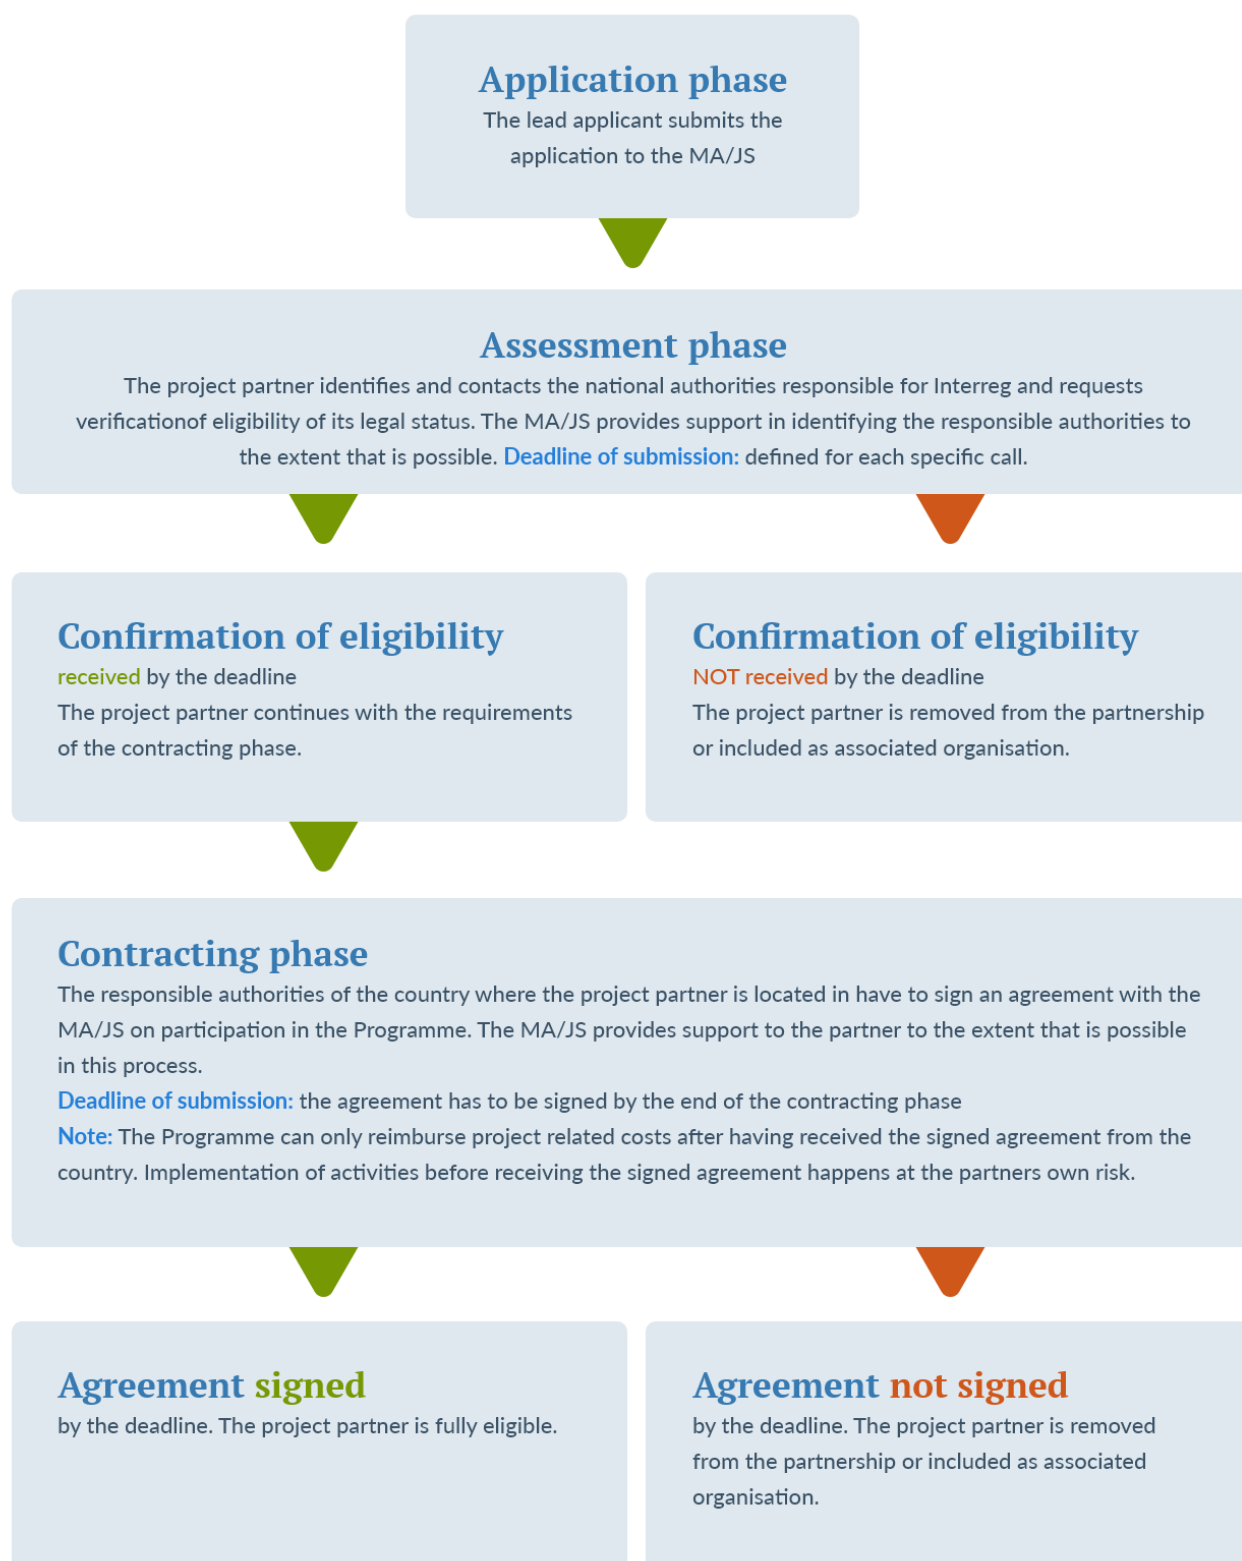 Application phase
The lead applicant submits the
application to the MA/JS
Assessment phase
The project partner identifies and contacts the national authorities responsible for Interreg and requests
verificationof eligibility of its legal status. The MA/JS provides support in identifying the responsible authorities to
the extent that is possible. Deadline of submission: defined for each specific call.
Confirmation of eligibility
received by the deadline
The project partner continues with the requirements
of the contracting phase.
Confirmation of eligibility
NOT received by the deadline
The project partner is removed from the partnership
or included as associated organisation.
Contracting phase
The responsible authorities of the country where the project partner is located in have to sign an agreement with the
MA/JS on participation in the Programme. The MA/JS provides support to the partner to the extent that is possible
in this process.
Deadline of submission: the agreement has to be signed by the end of the contracting phase
Note: The Programme can only reimburse project related costs after having received the signed agreement from the
country. Implementation of activities before receiving the signed agreement happens at the partners own risk.
Agreement signed
by the deadline. The project partner is fully eligible.
Agreement not signed
by the deadline. The project partner is removed
from the partnership or included as associated
organisation.